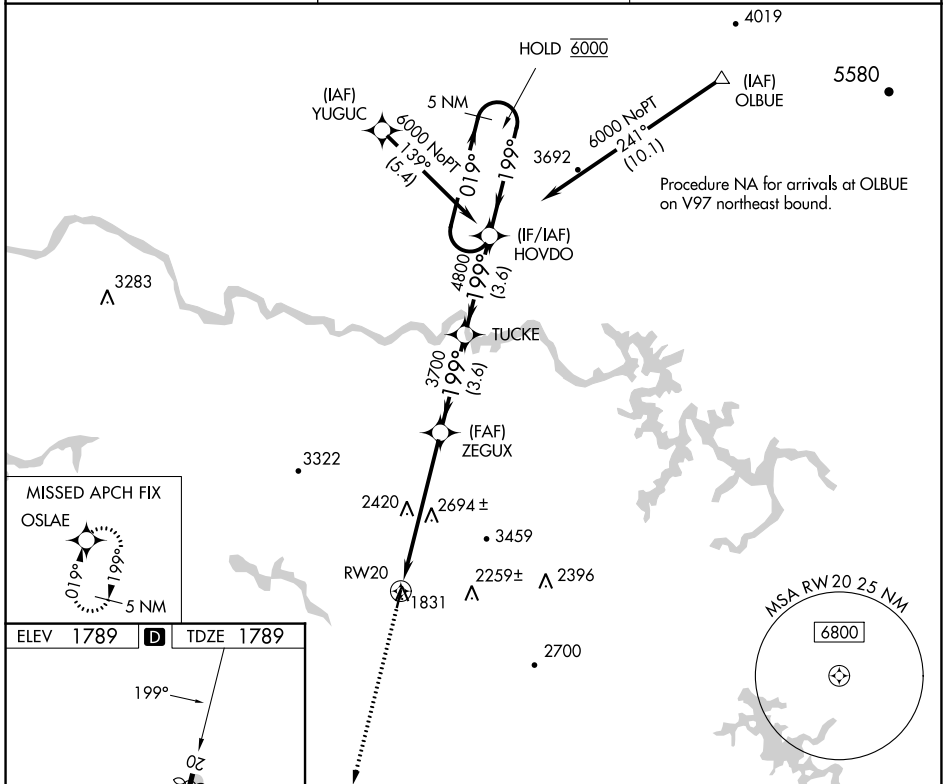 4019
HOLD 6000
5580
(IAF)
OLBUE
(IAF)
YUGUC
5 NM
6000 NoPT
139°
(5.4)
019°
199°
3692
6000 NoPT
241°
(10.1)
Procedure NA for arrivals at OLBUE
on V97 northeast bound.
(IF/IAF)
HOVDO
4800
199°
(3.6)
3283
TUCKE
3700
199°
(3.6)
(FAF)
ZEGUX
3322
2420
2694 ±
3459
MISSED APCH FIX
OSLAE
019°
199°
5 NM
RW20
1831
2259±
2396
MSA RW20 25 NM
6800
ELEV 1789 D TDZE 1789
2700
199°
20